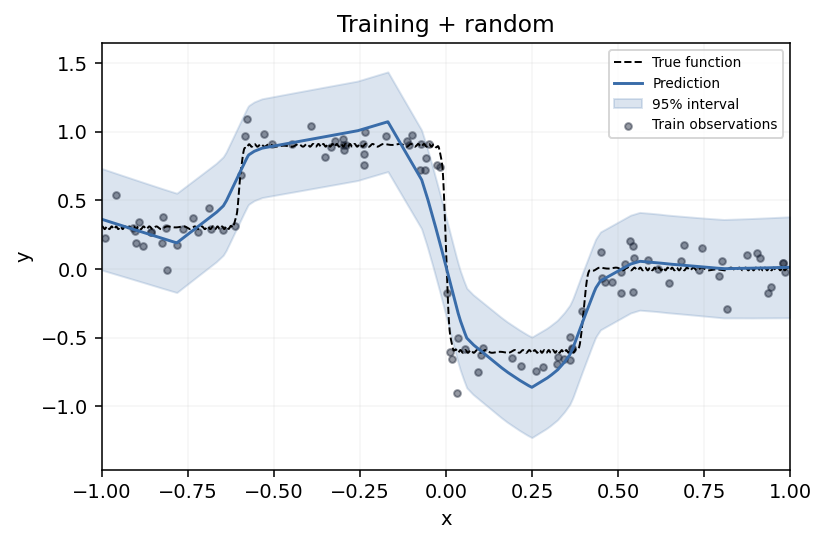 Training + random
1.5
1.0
0.5
0.0
−0.5
−1.0
y
−1.00 −0.75 −0.50 −0.25 0.00 0.25 0.50 0.75 1.00
x
True function
Prediction
95% interval
Train observations